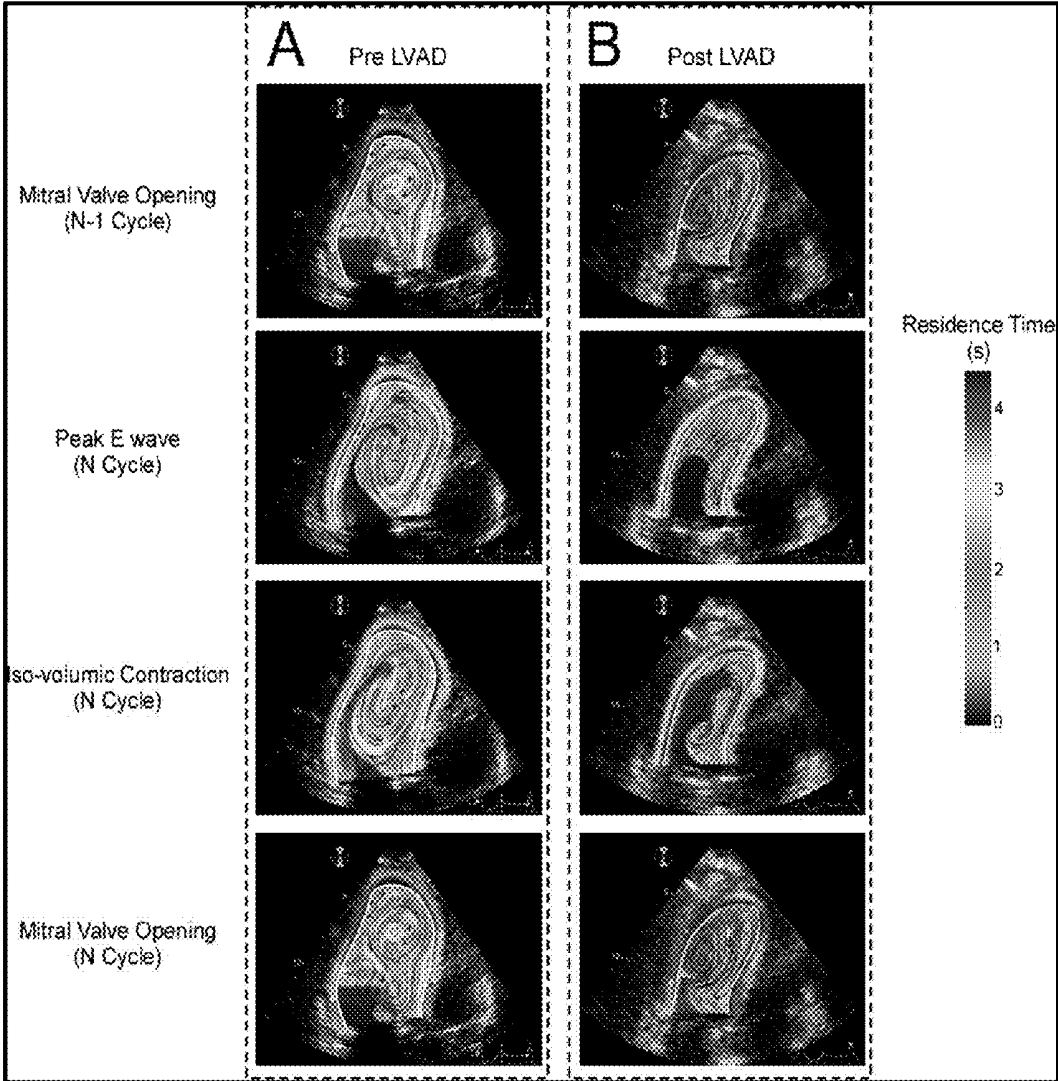 A Pre LVAD
B Post LVAD
Mitral Valve Opening
(N-1 Cycle)
Peak E wave
(N Cycle)
Iso-volumic Contraction
(N Cycle)
Mitral Valve Opening
(N Cycle)
Residence Time
(s)
4
3
2
1
0